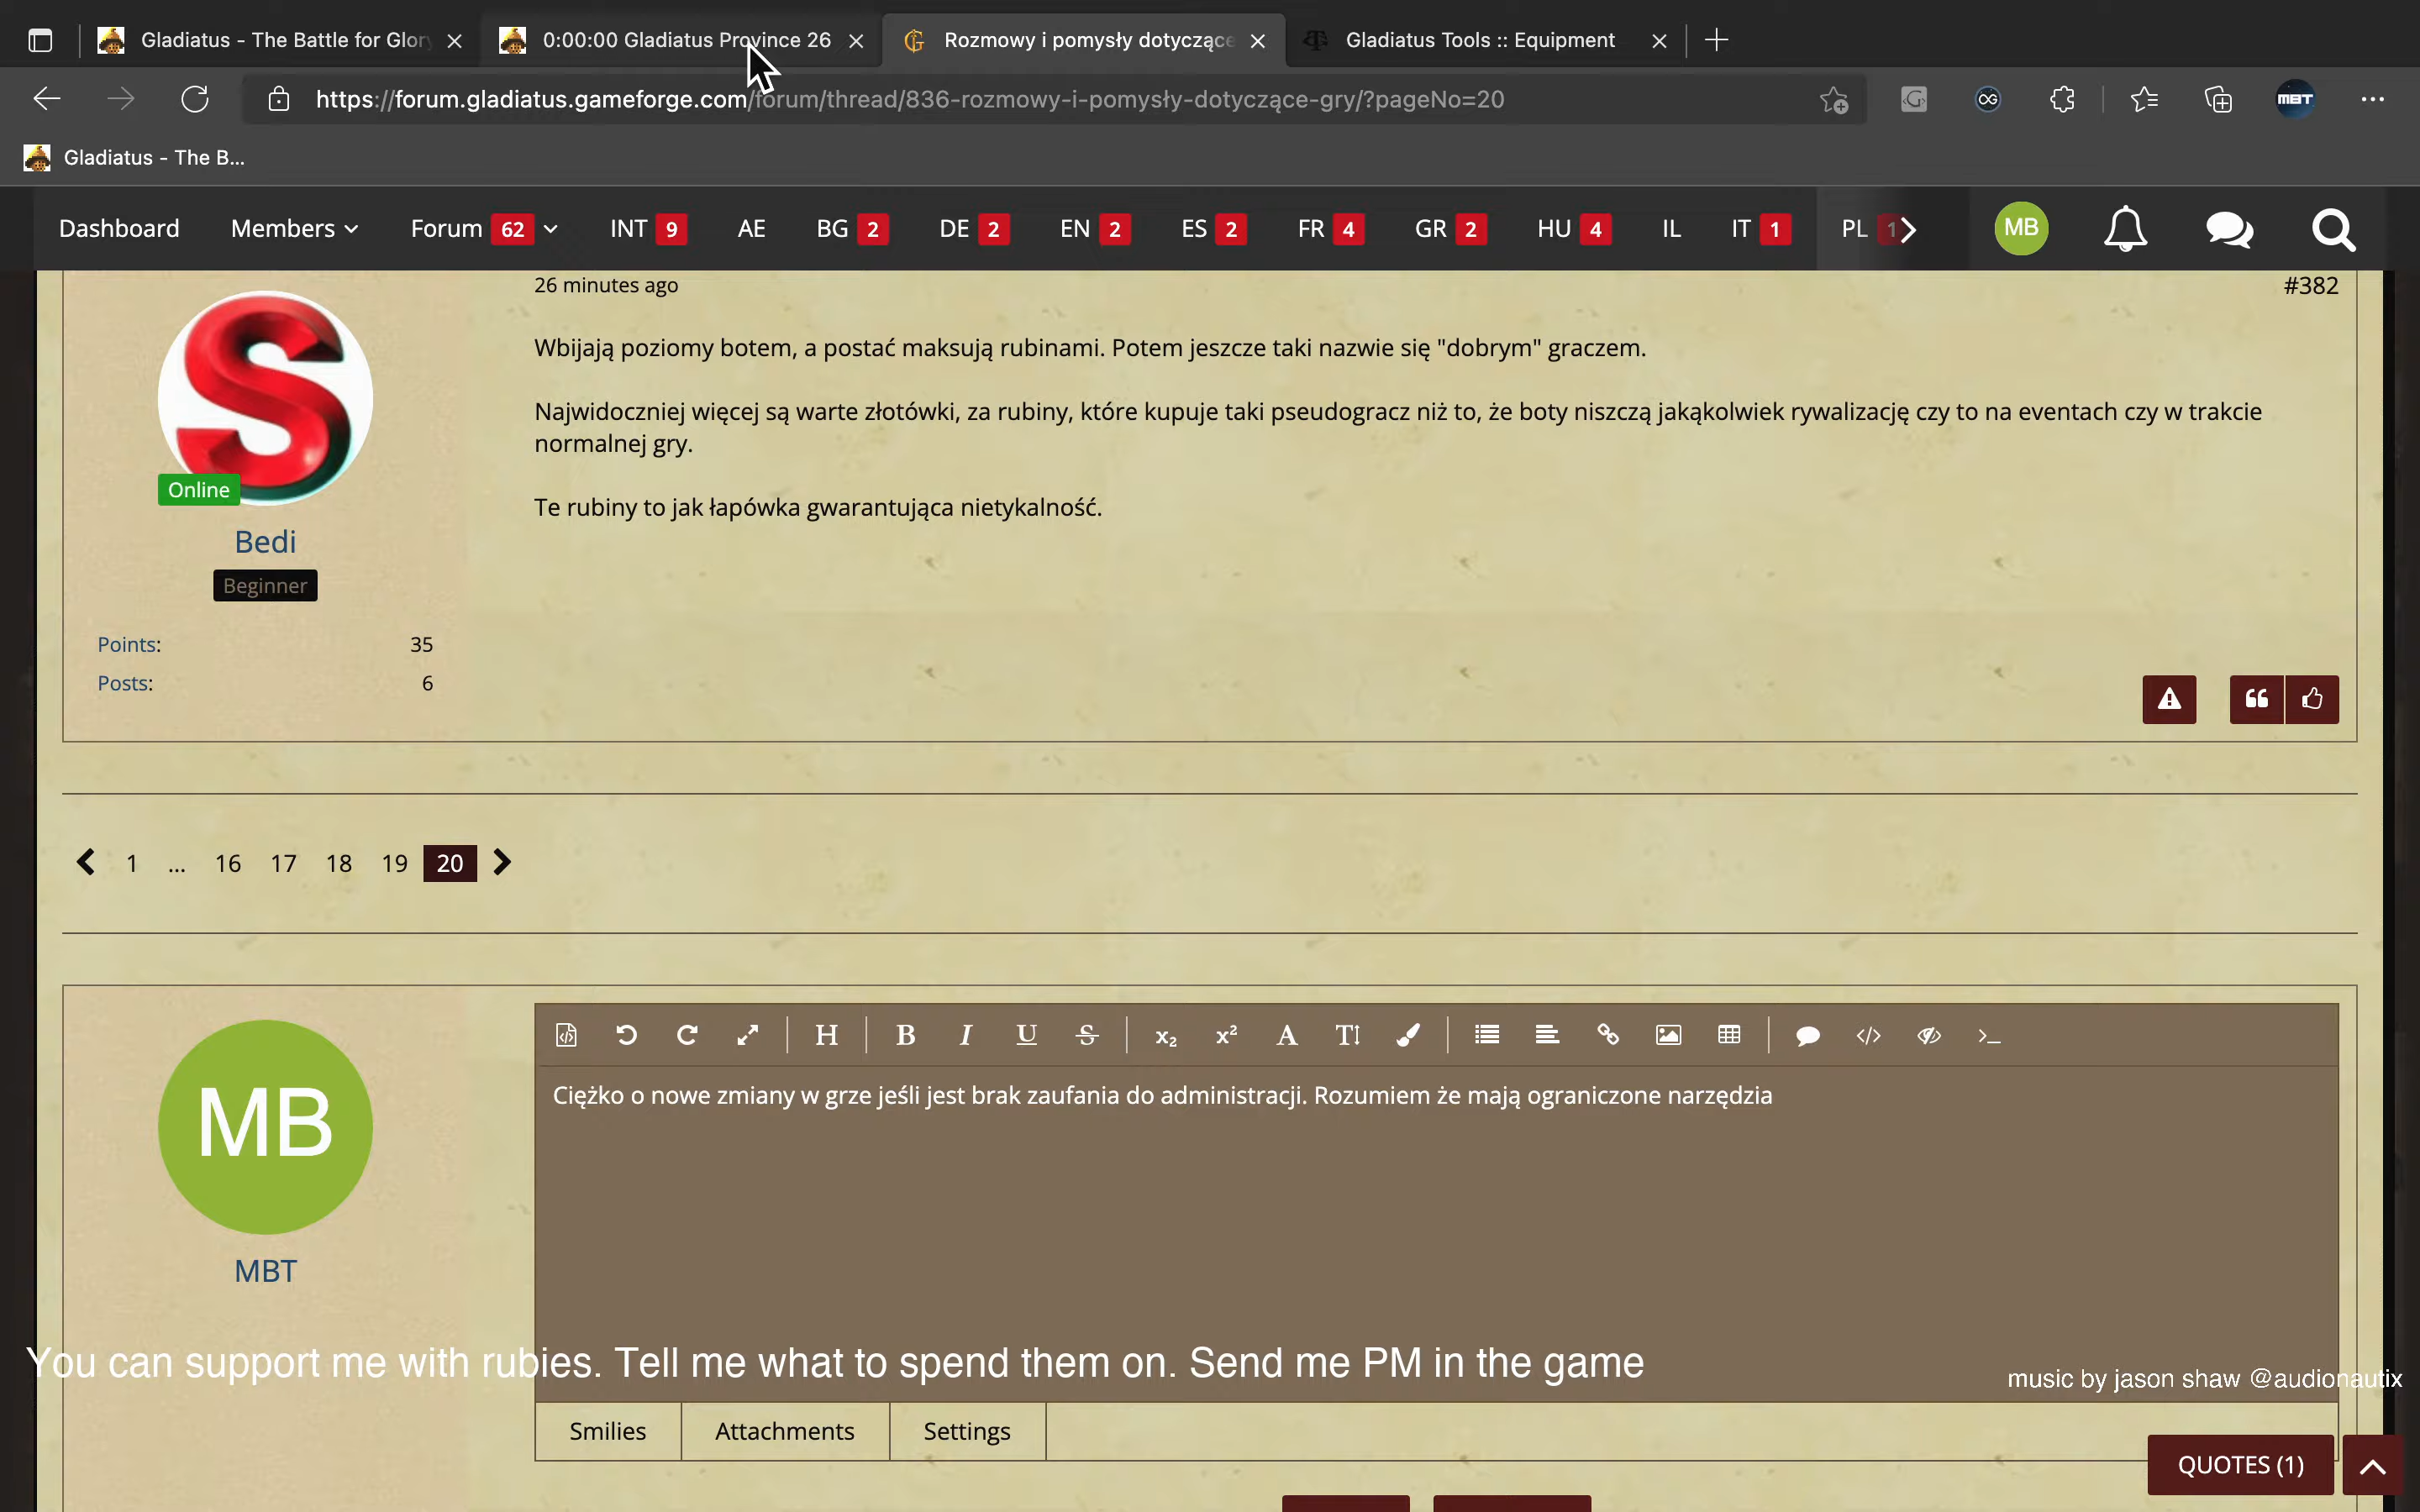 Gladiatus - The Battle for Glor
0:00:00 Gladiatus Province 26
Rozmowy i pomysły dotyczące
Gladiatus Tools :: Equipment
https://forum.gladiatus.gameforge.com/forum/thread/836-rozmowy-i-pomysły-dotyczące-gry/?pageNo=20
MBT
Gladiatus - The B...
Dashboard Members Forum 62 INT 9 AE BG 2 DE 2 EN 2 ES 2 FR 4 GR 2 HU 4 IL IT 1 PL 1 MB
26 minutes ago
#382
Wbijają poziomy botem, a postać maksują rubinami. Potem jeszcze taki nazwie się "dobrym" graczem.
Najwidoczniej więcej są warte złotówki, za rubiny, które kupuje taki pseudogracz niż to, że boty niszczą jakąkolwiek rywalizację czy to na eventach czy w trakcie
normalnej gry.
Te rubiny to jak łapówka gwarantująca nietykalność.
S
Online
Bedi
Beginner
Points: 35
Posts: 6
1 ... 16 17 18 19 20
MB
MBT
Ciężko o nowe zmiany w grze jeśli jest brak zaufania do administracji. Rozumiem że mają ograniczone narzędzia
You can support me with rubies. Tell me what to spend them on. Send me PM in the game
music by jason shaw @audionautix
Smilies Attachments Settings
QUOTES (1)